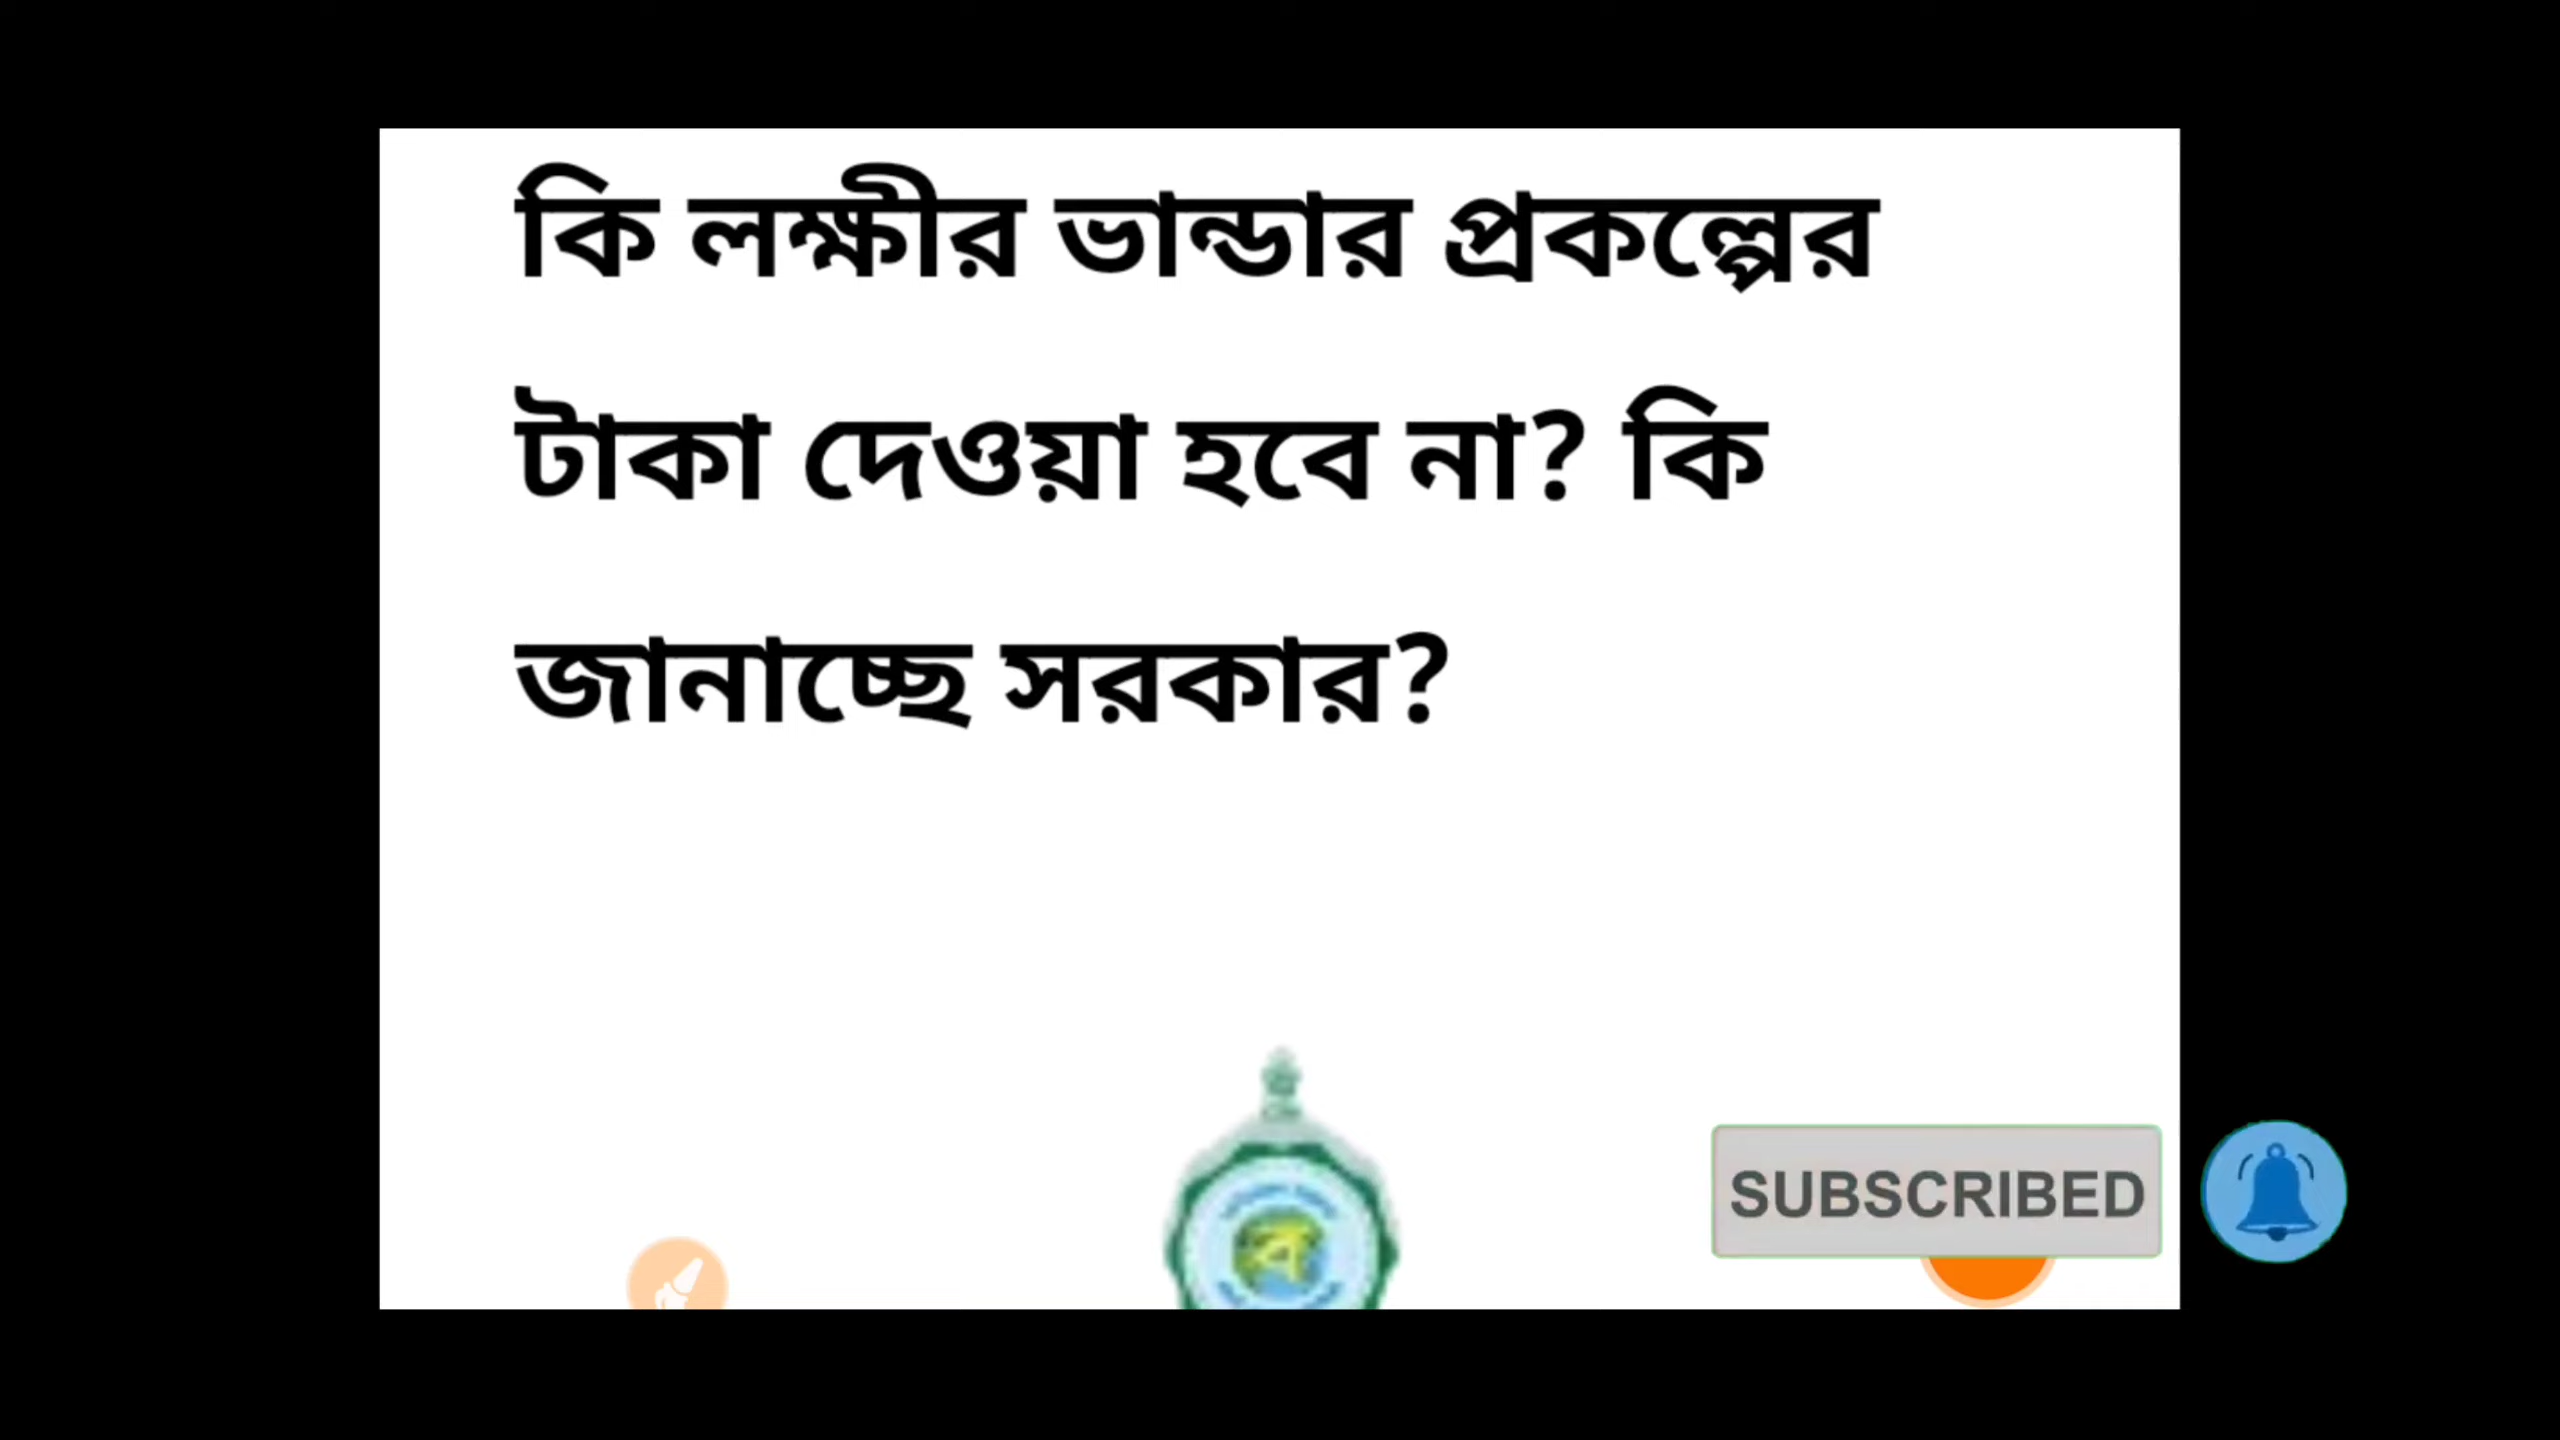 কি লক্ষীর ভান্ডার প্রকল্পের
টাকা দেওয়া হবে না? কি
জানাচ্ছে সরকার?
SUBSCRIBED